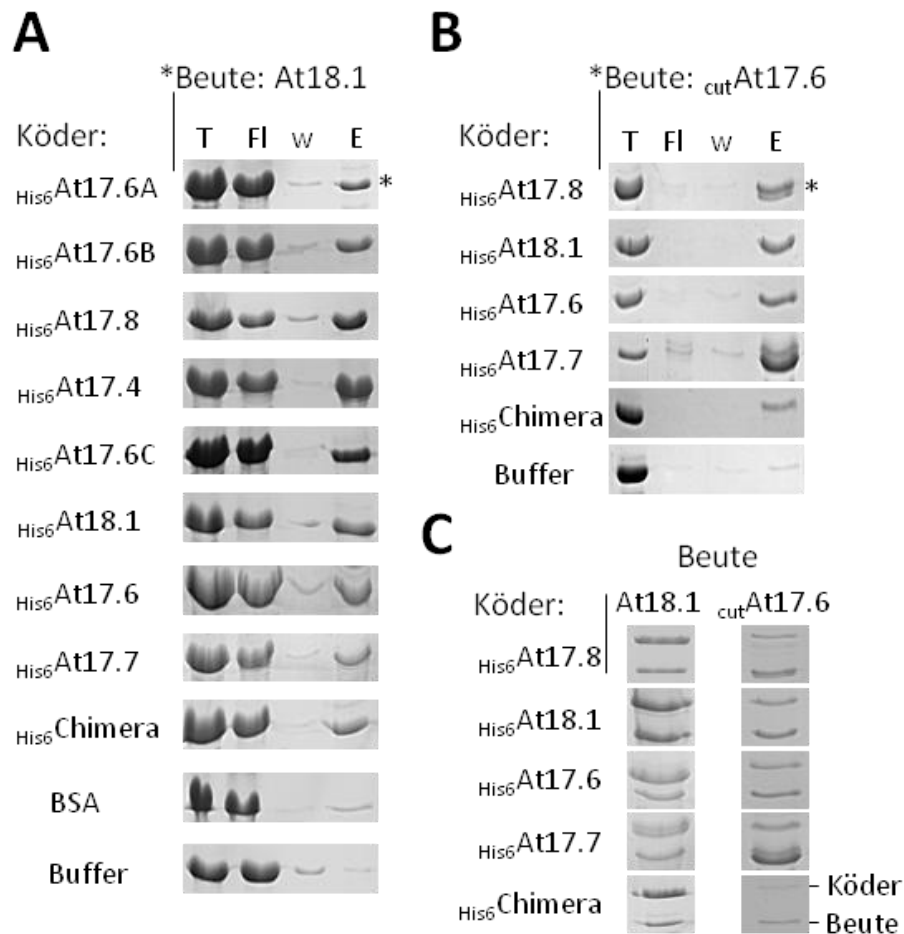 A
*Beute: At18.1
Köder:
T Fl w E
His6At17.6A *
His6At17.6B
His6At17.8
His6At17.4
His6At17.6C
His6At18.1
His6At17.6
His6At17.7
His6Chimera
BSA
Buffer
B
*Beute: cutAt17.6
Köder:
T Fl w E
His6At17.8 *
His6At18.1
His6At17.6
His6At17.7
His6Chimera
Buffer
C
Beute
Köder: At18.1 cutAt17.6
His6At17.8
His6At18.1
His6At17.6
His6At17.7
His6Chimera
Köder
Beute